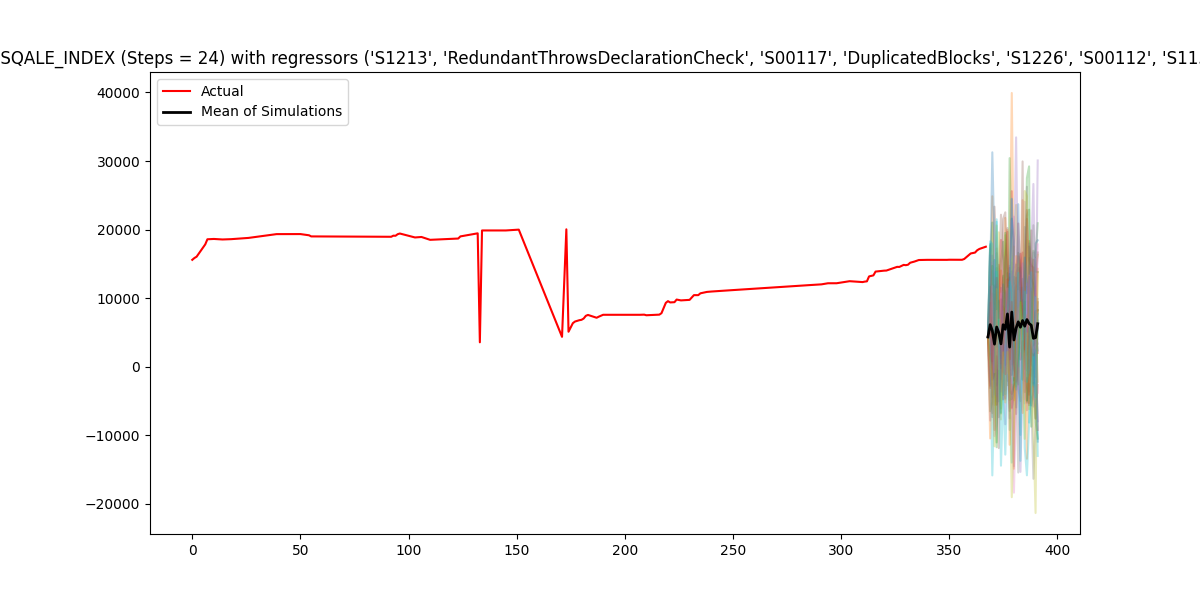 SQALE_INDEX (Steps = 24) with regressors ('S1213', 'RedundantThrowsDeclarationCheck', 'S00117', 'DuplicatedBlocks', 'S1226', 'S00112', 'S11
Actual
Mean of Simulations
40000
30000
20000
10000
0
−10000
−20000
0 50 100 150 200 250 300 350 400